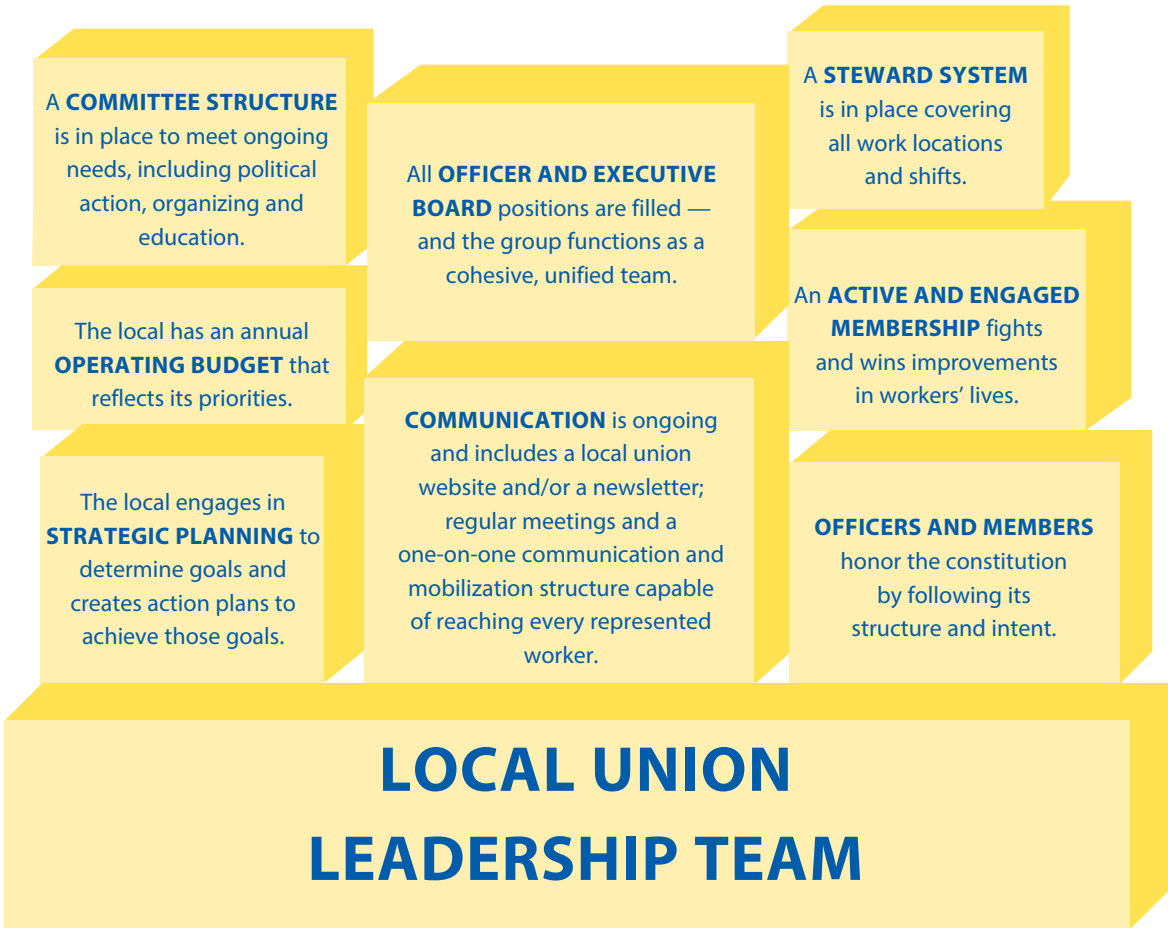 A COMMITTEE STRUCTURE
is in place to meet ongoing
needs, including political
action, organizing and
education.
The local has an annual
OPERATING BUDGET that
reflects its priorities.
The local engages in
STRATEGIC PLANNING to
determine goals and
creates action plans to
achieve those goals.
All OFFICER AND EXECUTIVE
BOARD positions are filled —
and the group functions as a
cohesive, unified team.
COMMUNICATION is ongoing
and includes a local union
website and/or a newsletter;
regular meetings and a
one-on-one communication and
mobilization structure capable
of reaching every represented
worker.
A STEWARD SYSTEM
is in place covering
all work locations
and shifts.
An ACTIVE AND ENGAGED
MEMBERSHIP fights
and wins improvements
in workers’ lives.
OFFICERS AND MEMBERS
honor the constitution
by following its
structure and intent.
LOCAL UNION
LEADERSHIP TEAM